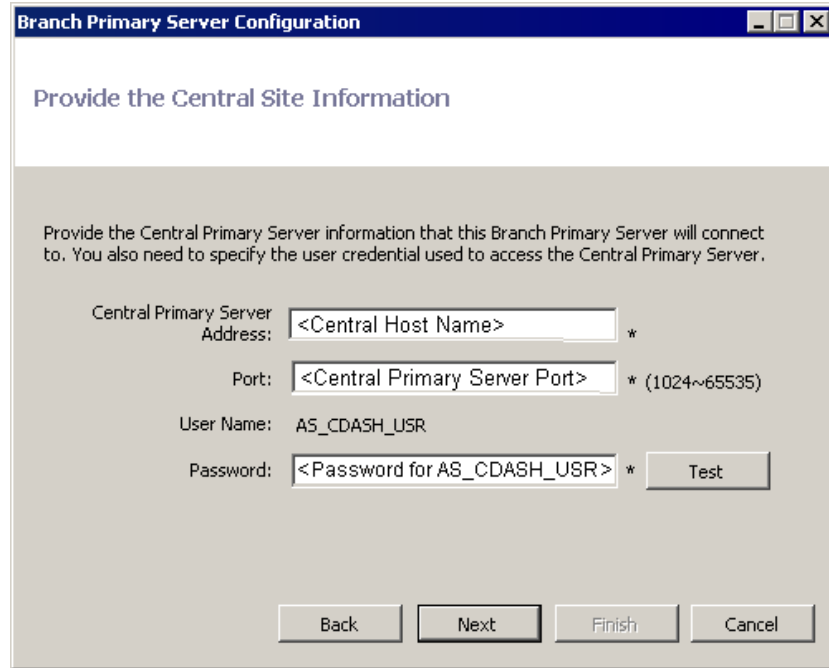 Branch Primary Server Configuration
Provide the Central Site Information
Provide the Central Primary Server information that this Branch Primary Server will connect
to. You also need to specify the user credential used to access the Central Primary Server.
Central Primary Server
Address: <Central Host Name> *
Port: <Central Primary Server Port> * (1024~65535)
User Name: AS_CDASH_USR
Password: <Password for AS_CDASH_USR> * Test
Back Next Finish Cancel